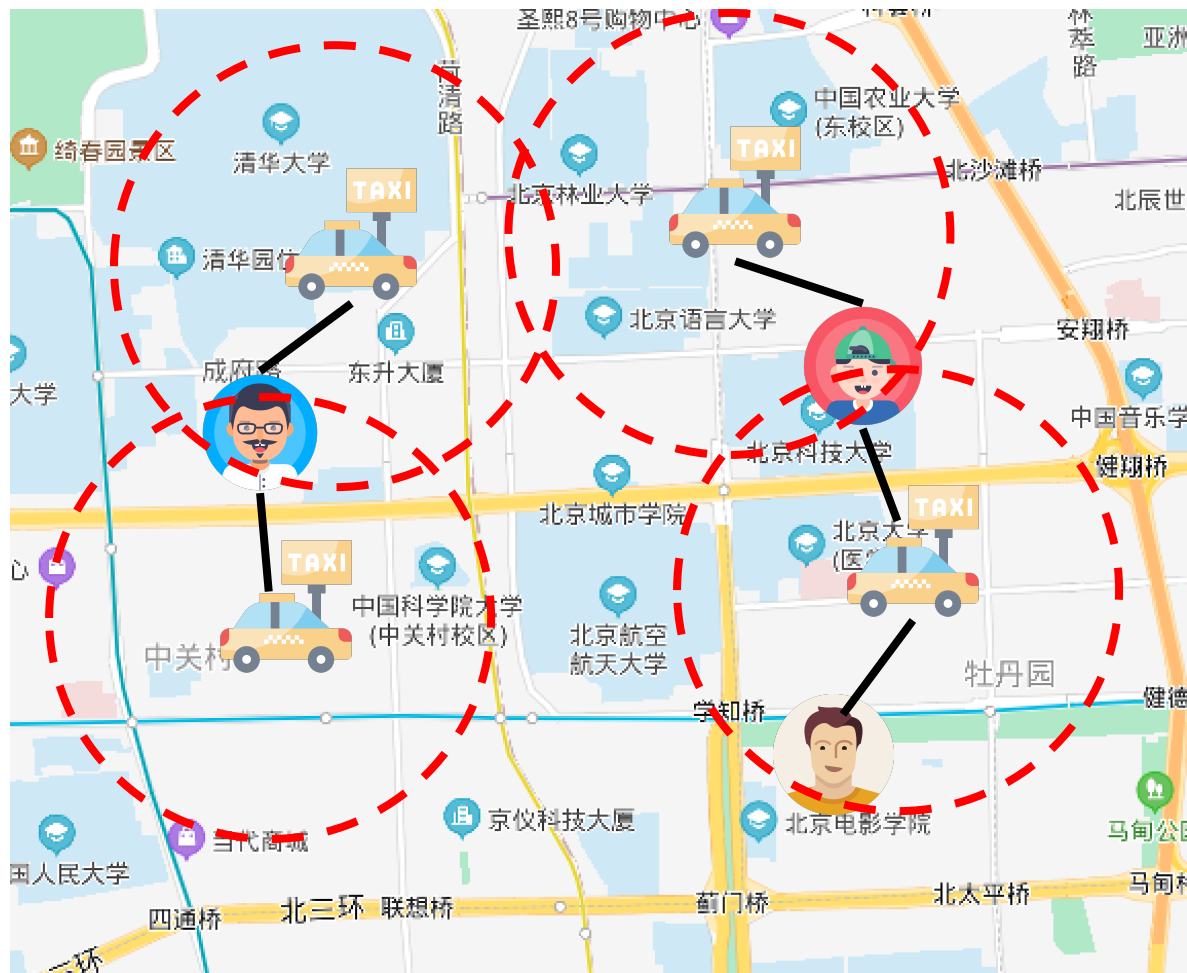 圣熙8号购物中心
林萃路
亚洲
荷清路
中国农业大学
(东校区)
绮春园景区
清华大学
TAXI
TAXI
北京林业大学
北沙滩桥
北辰世
清华园
北京语言大学
安翔桥
成府路
东升大厦
大学
中国音乐学
北京科技大学
健翔桥
北京城市学院
TAXI
北京大学
(医
心
TAXI
中国科学院大学
(中关村校区)
北京航空
航天大学
中关村
牡丹园
学知桥
健德
京仪科技大厦
北京电影学院
当代商城
马甸公
国人民大学
北太平桥
马甸桥
四通桥
北三环
联想桥
蓟门桥
三环